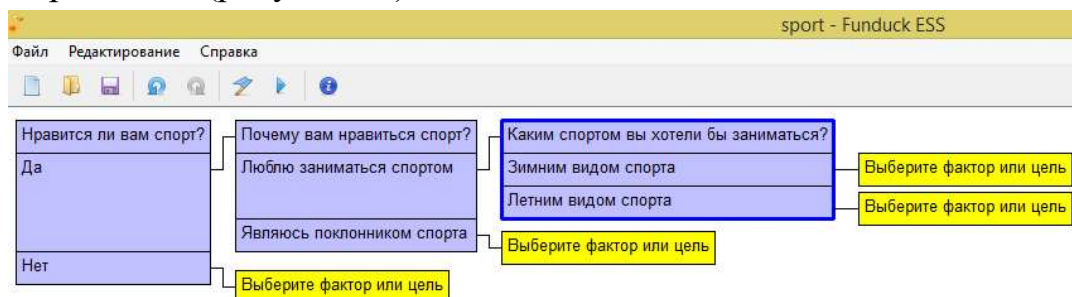 sport - Funduck ESS
Файл Редактирование Справка
Нравится ли вам спорт? Почему вам нравиться спорт? Каким спортом вы хотели бы заниматься?
Да Люблю заниматься спортом Зимним видом спорта Выберите фактор или цель
Летним видом спорта Выберите фактор или цель
Являюсь поклонником спорта Выберите фактор или цель
Нет Выберите фактор или цель